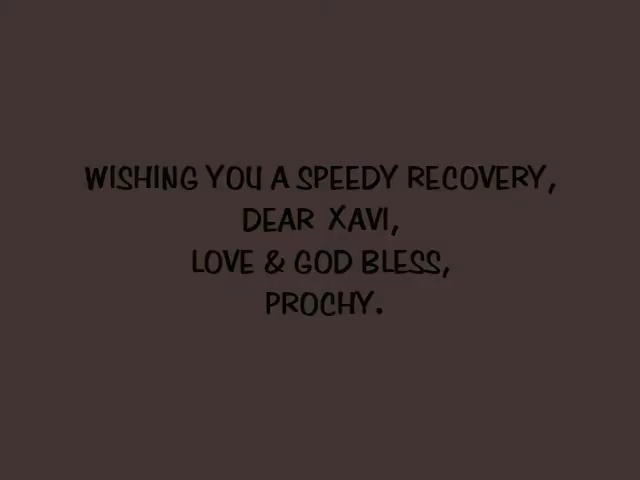 WISHING YOU A SPEEDY RECOVERY,
DEAR XAVI,
LOVE & GOD BLESS,
PROCHY.